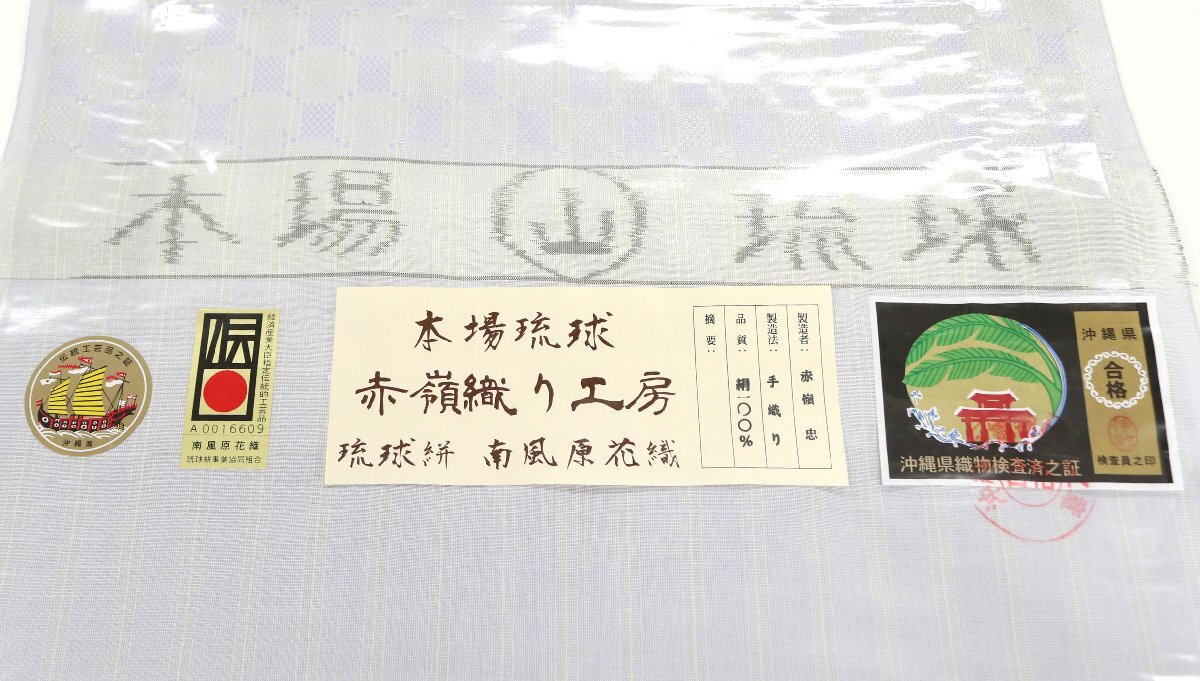 本場 山 琉球
伝統工芸品之証
沖縄県
伝
経済産業大臣指定伝統的工芸品
A 0016609
南風原花織
琉球絣事業協同組合
本場琉球
赤嶺織り工房
琉球絣 南風原花織
製造者：赤嶺 忠
製造法：手織り
品質：絹一〇〇%
摘要：
沖縄県
合格
検査員之印
沖縄県織物検査済之証